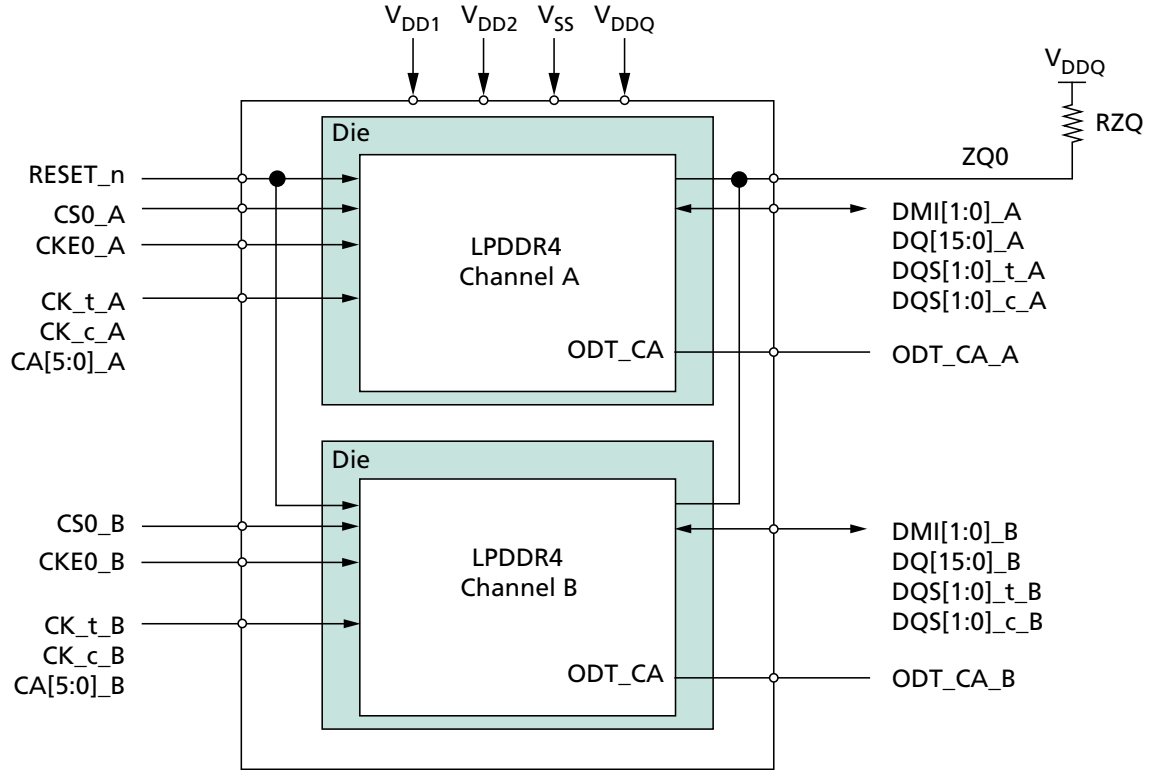 VDD1 VDD2 VSS VDDQ
VDDQ
RZQ
ZQ0
Die
RESET_n
CS0_A
CKE0_A
CK_t_A
CK_c_A
CA[5:0]_A
LPDDR4
Channel A
ODT_CA
DMI[1:0]_A
DQ[15:0]_A
DQS[1:0]_t_A
DQS[1:0]_c_A
ODT_CA_A
Die
CS0_B
CKE0_B
CK_t_B
CK_c_B
CA[5:0]_B
LPDDR4
Channel B
ODT_CA
DMI[1:0]_B
DQ[15:0]_B
DQS[1:0]_t_B
DQS[1:0]_c_B
ODT_CA_B